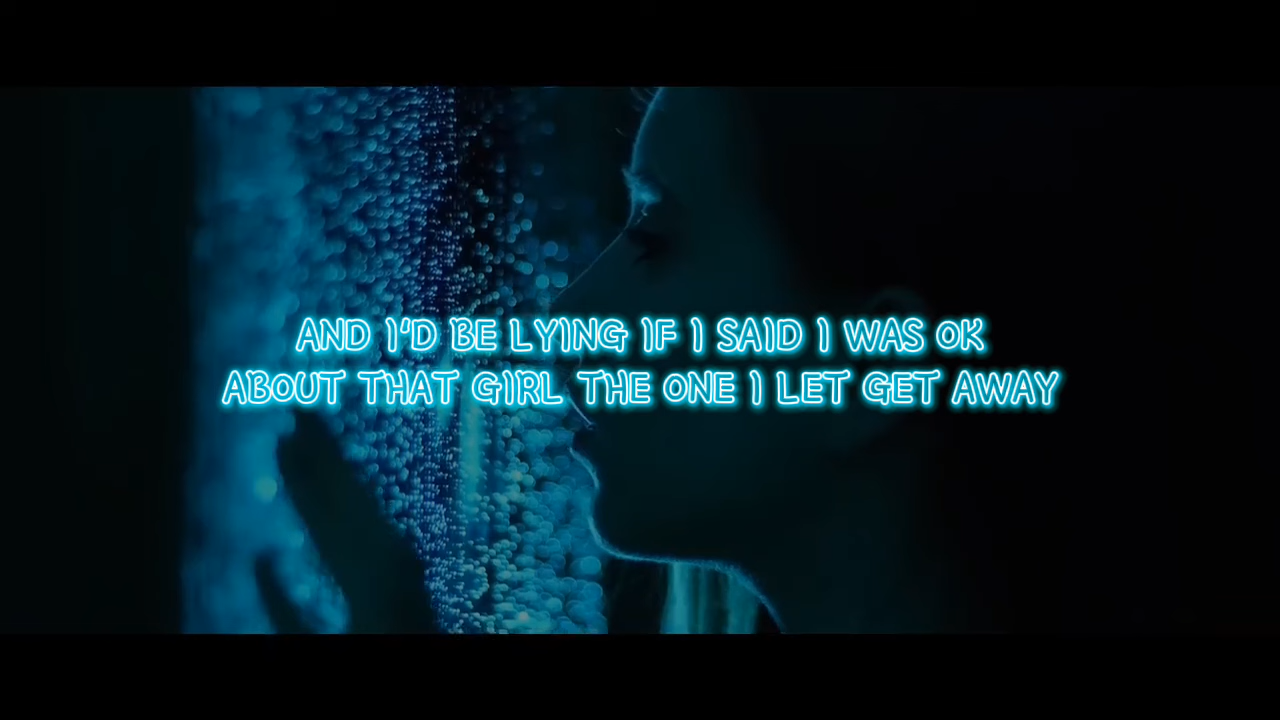 AND I'D BE LYING IF I SAID I WAS OK
ABOUT THAT GIRL THE ONE I LET GET AWAY